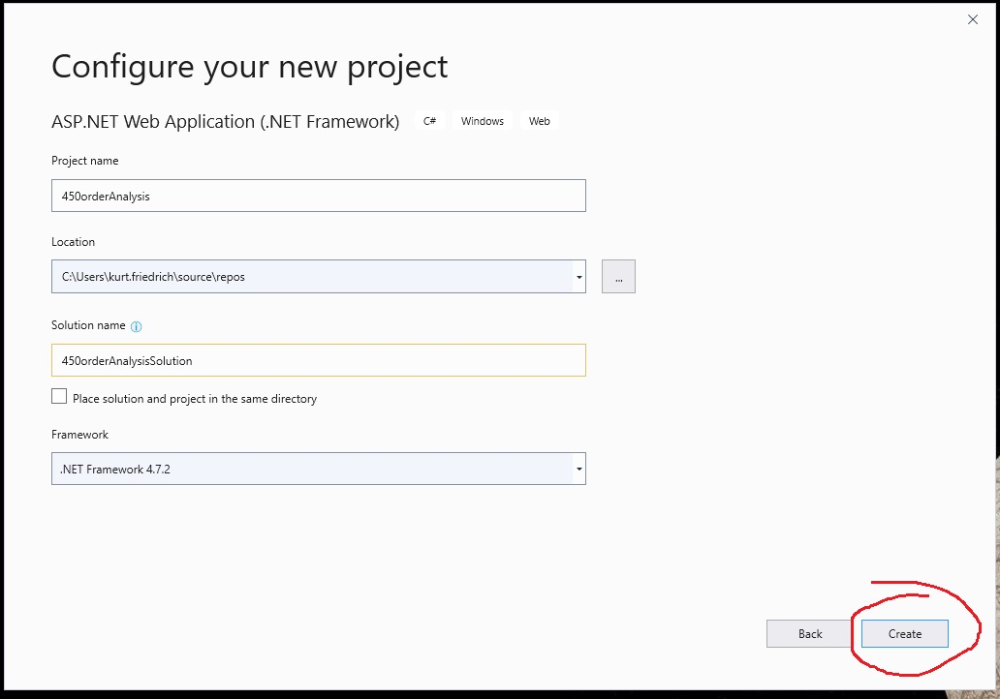 Configure your new project
ASP.NET Web Application (.NET Framework) C# Windows Web
Project name
450orderAnalysis
Location
C:\Users\kurt.friedrich\source\repos
...
Solution name
450orderAnalysisSolution
Place solution and project in the same directory
Framework
.NET Framework 4.7.2
Back Create